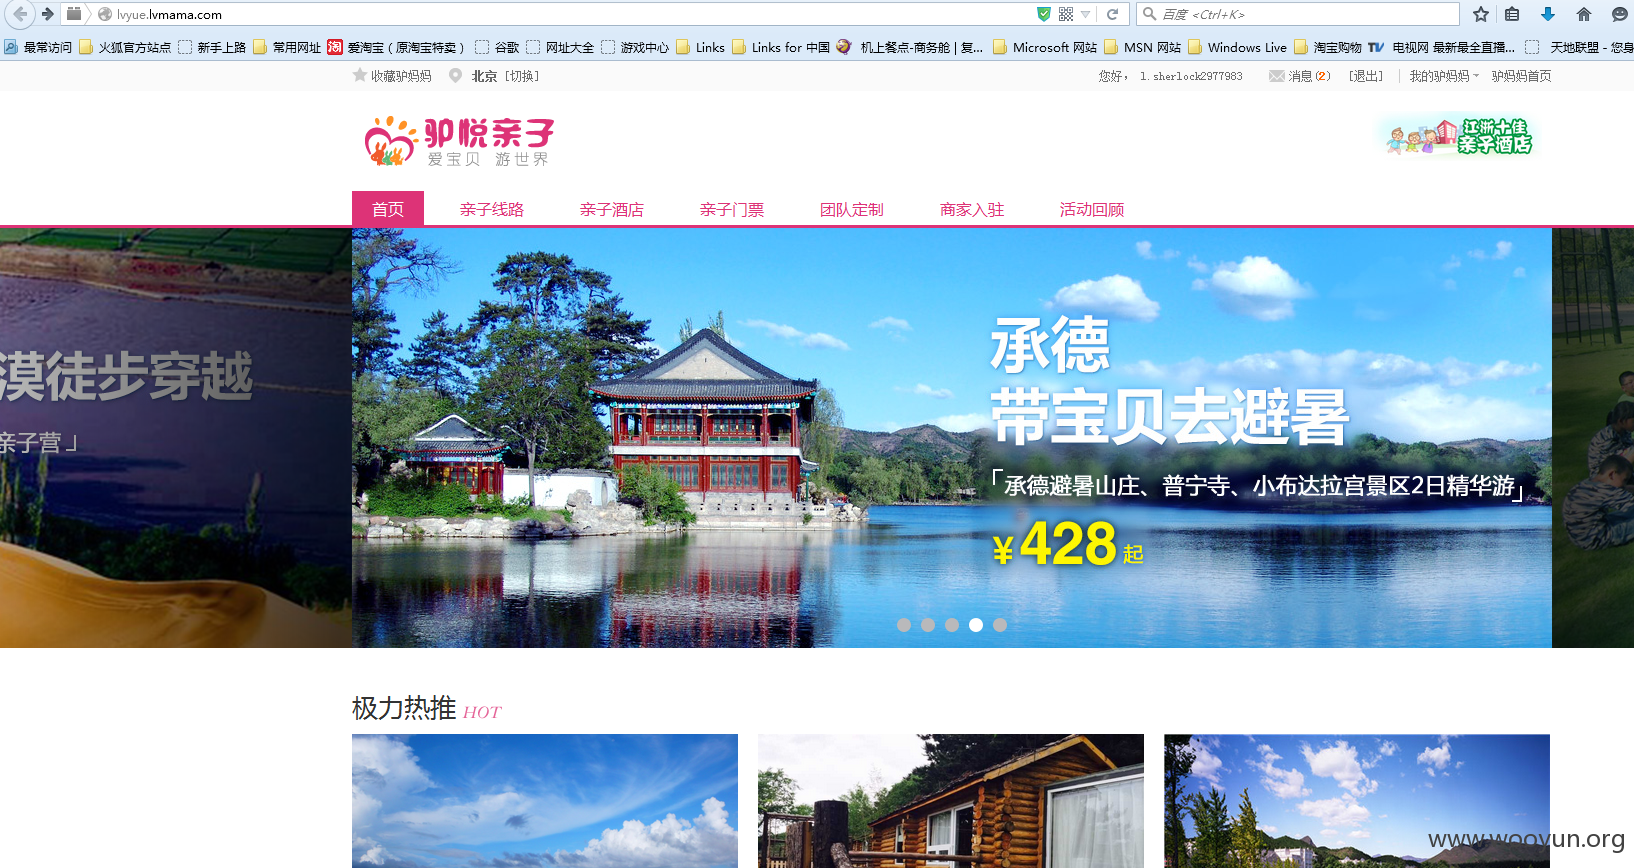 lvyue.lvmama.com
百度 <Ctrl+K>
最常访问 火狐官方站点 新手上路 常用网址 爱淘宝（原淘宝特卖） 谷歌 网址大全 游戏中心 Links Links for 中国 机上餐点-商务舱 | 复... Microsoft 网站 MSN 网站 Windows Live 淘宝购物 电视网 最新最全直播... 天地联盟 - 您身
收藏驴妈妈 北京 [切换] 您好， l.sherlock2977983 消息(2) [退出] 我的驴妈妈 驴妈妈首页
驴悦亲子
爱宝贝 游世界
江浙十佳
亲子酒店
首页 亲子线路 亲子酒店 亲子门票 团队定制 商家入驻 活动回顾
漠徒步穿越
亲子营」
承德
带宝贝去避暑
「承德避暑山庄、普宁寺、小布达拉宫景区2日精华游」
¥428起
极力热推 HOT
www.wooyun.org